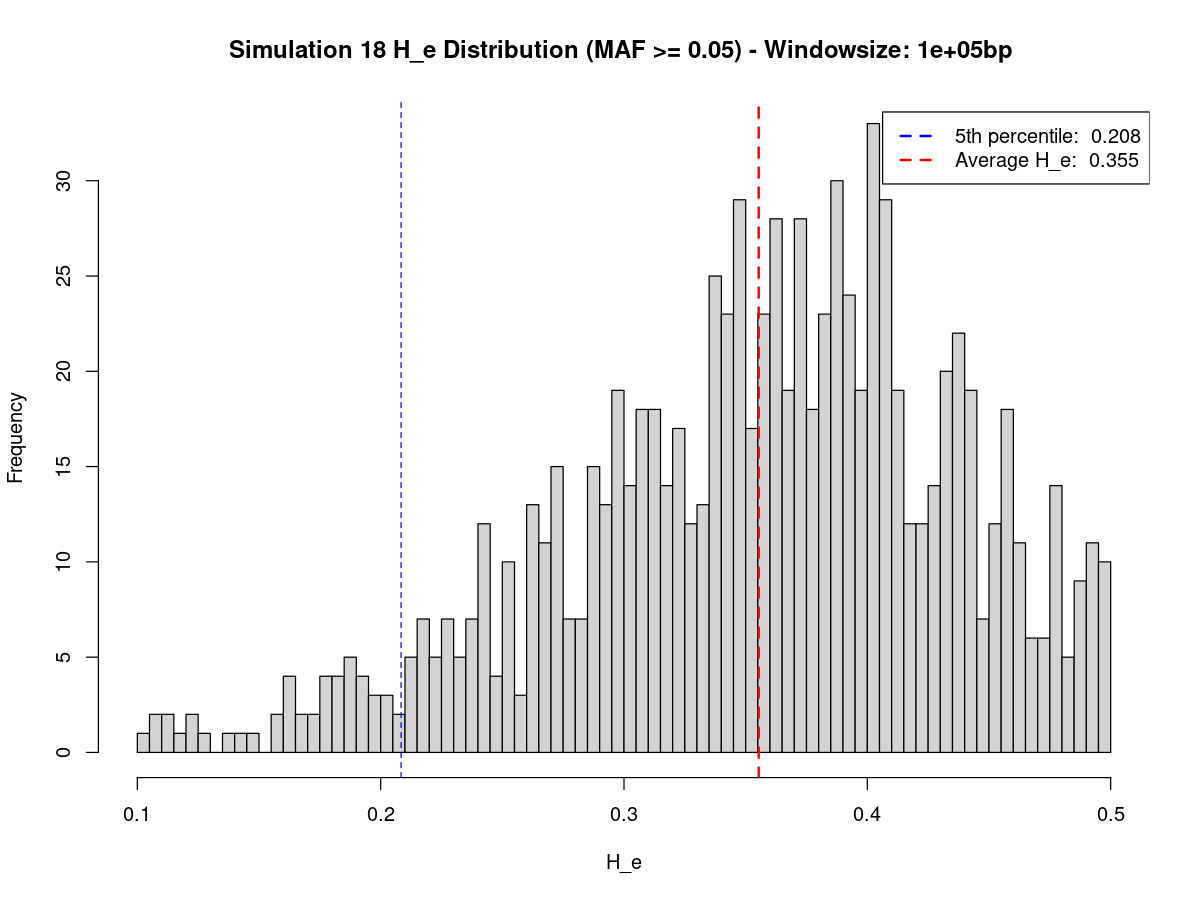 Simulation 18 H_e Distribution (MAF >= 0.05) - Windowsize: 1e+05bp
5th percentile: 0.208
Average H_e: 0.355
Frequency
30
25
20
15
10
5
0
0.1 0.2 0.3 0.4 0.5
H_e